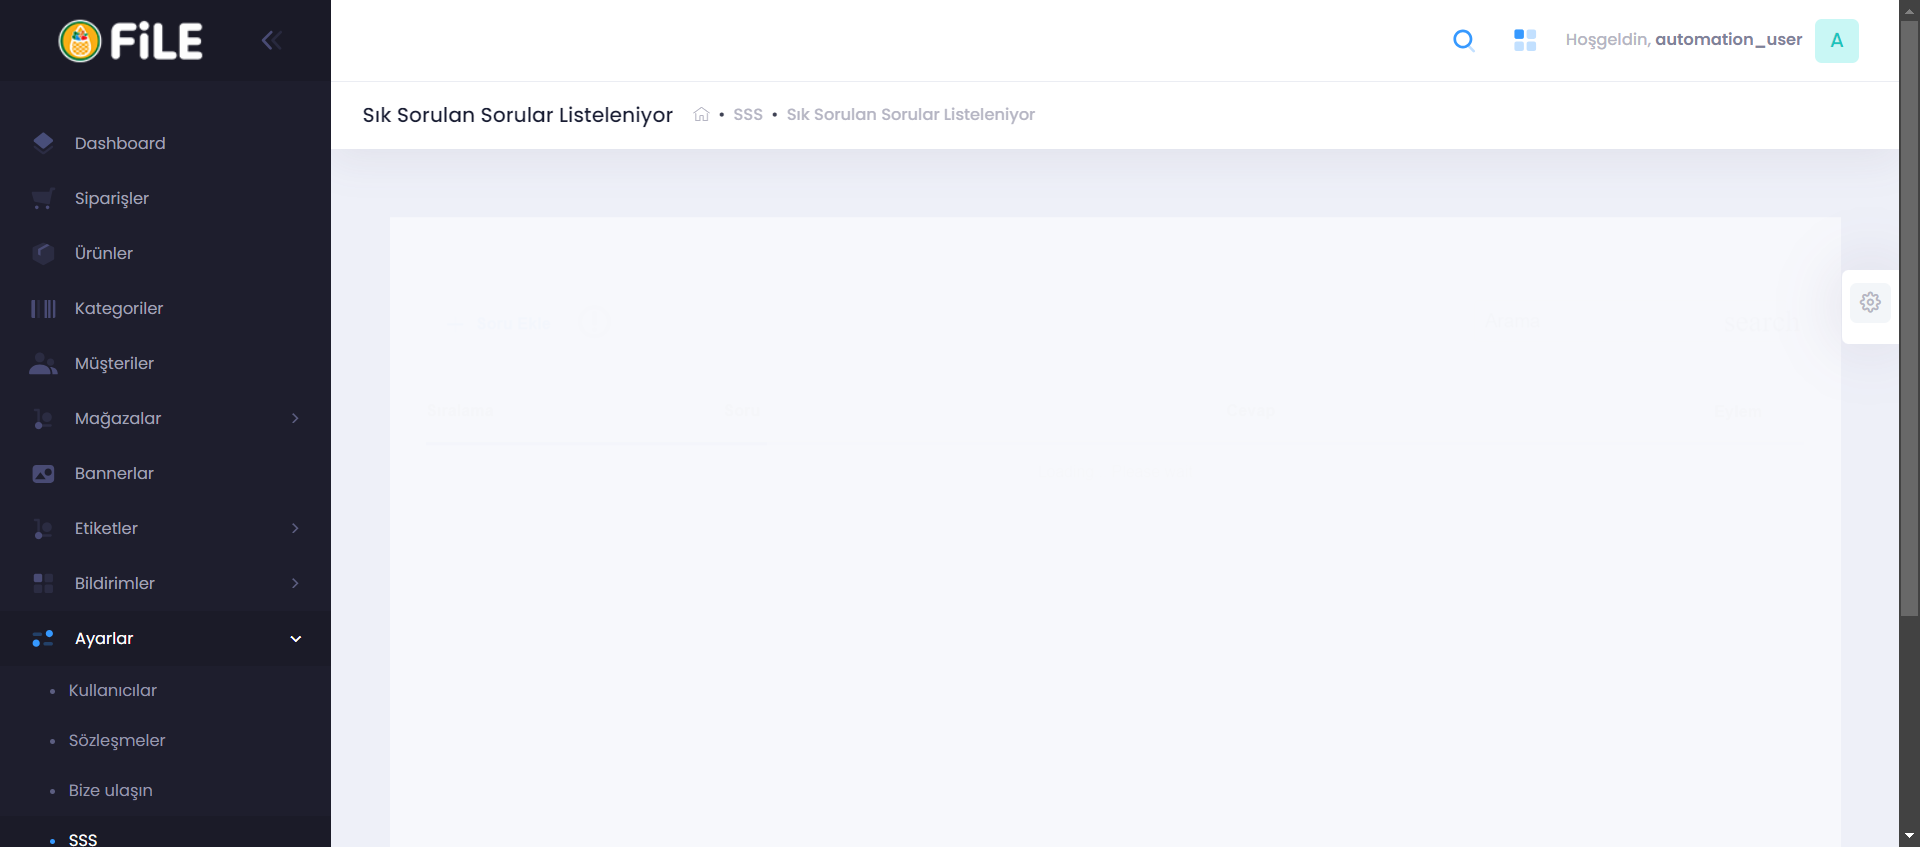 FiLE
Hoşgeldin, automation_user
A
Sık Sorulan Sorular Listeleniyor
• SSS • Sık Sorulan Sorular Listeleniyor
Dashboard
Siparişler
Ürünler
Kategoriler
Müşteriler
Mağazalar
Bannerlar
Etiketler
Bildirimler
Ayarlar
• Kullanıcılar
• Sözleşmeler
• Bize ulaşın
• SSS